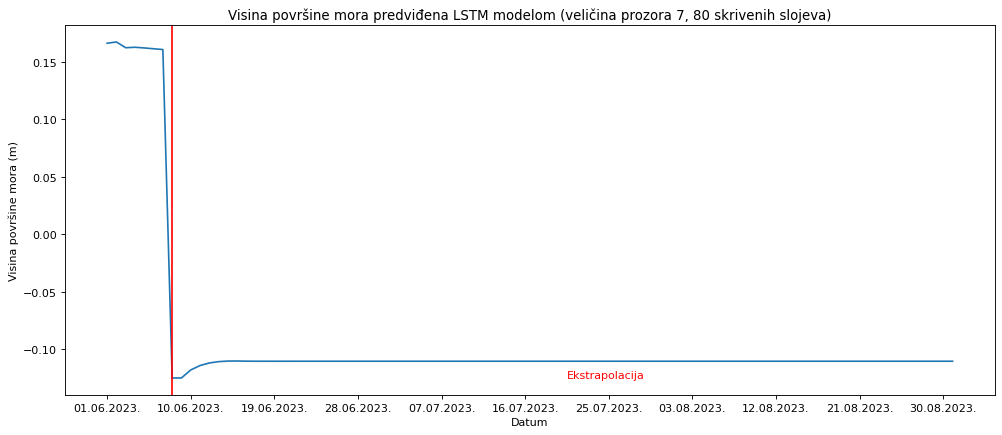 Visina površine mora predviđena LSTM modelom (veličina prozora 7, 80 skrivenih slojeva)
Visina površine mora (m)
0.15
0.10
0.05
0.00
−0.05
−0.10
Ekstrapolacija
01.06.2023. 10.06.2023. 19.06.2023. 28.06.2023. 07.07.2023. 16.07.2023. 25.07.2023. 03.08.2023. 12.08.2023. 21.08.2023. 30.08.2023.
Datum